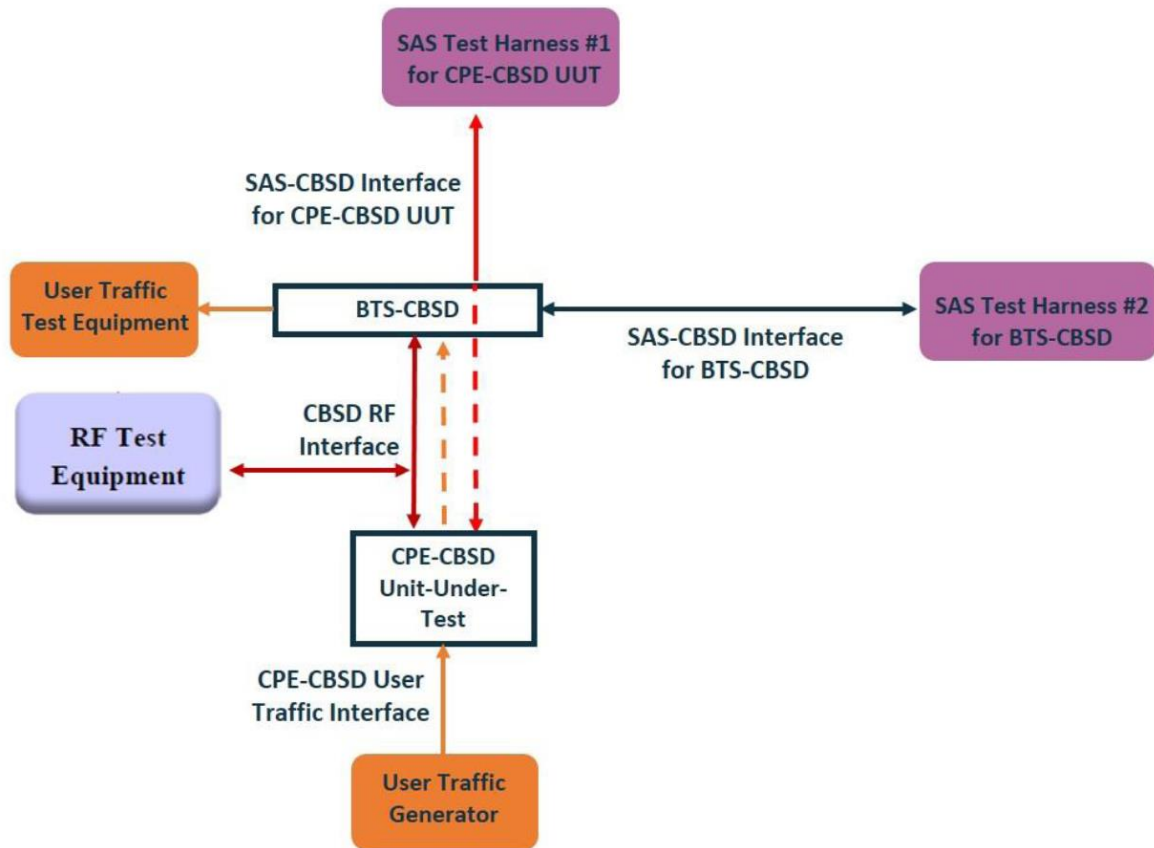 SAS Test Harness #1
for CPE-CBSD UUT
SAS-CBSD Interface
for CPE-CBSD UUT
User Traffic
Test Equipment
BTS-CBSD
SAS Test Harness #2
for BTS-CBSD
SAS-CBSD Interface
for BTS-CBSD
RF Test
Equipment
CBSD RF
Interface
CPE-CBSD
Unit-Under-
Test
CPE-CBSD User
Traffic Interface
User Traffic
Generator